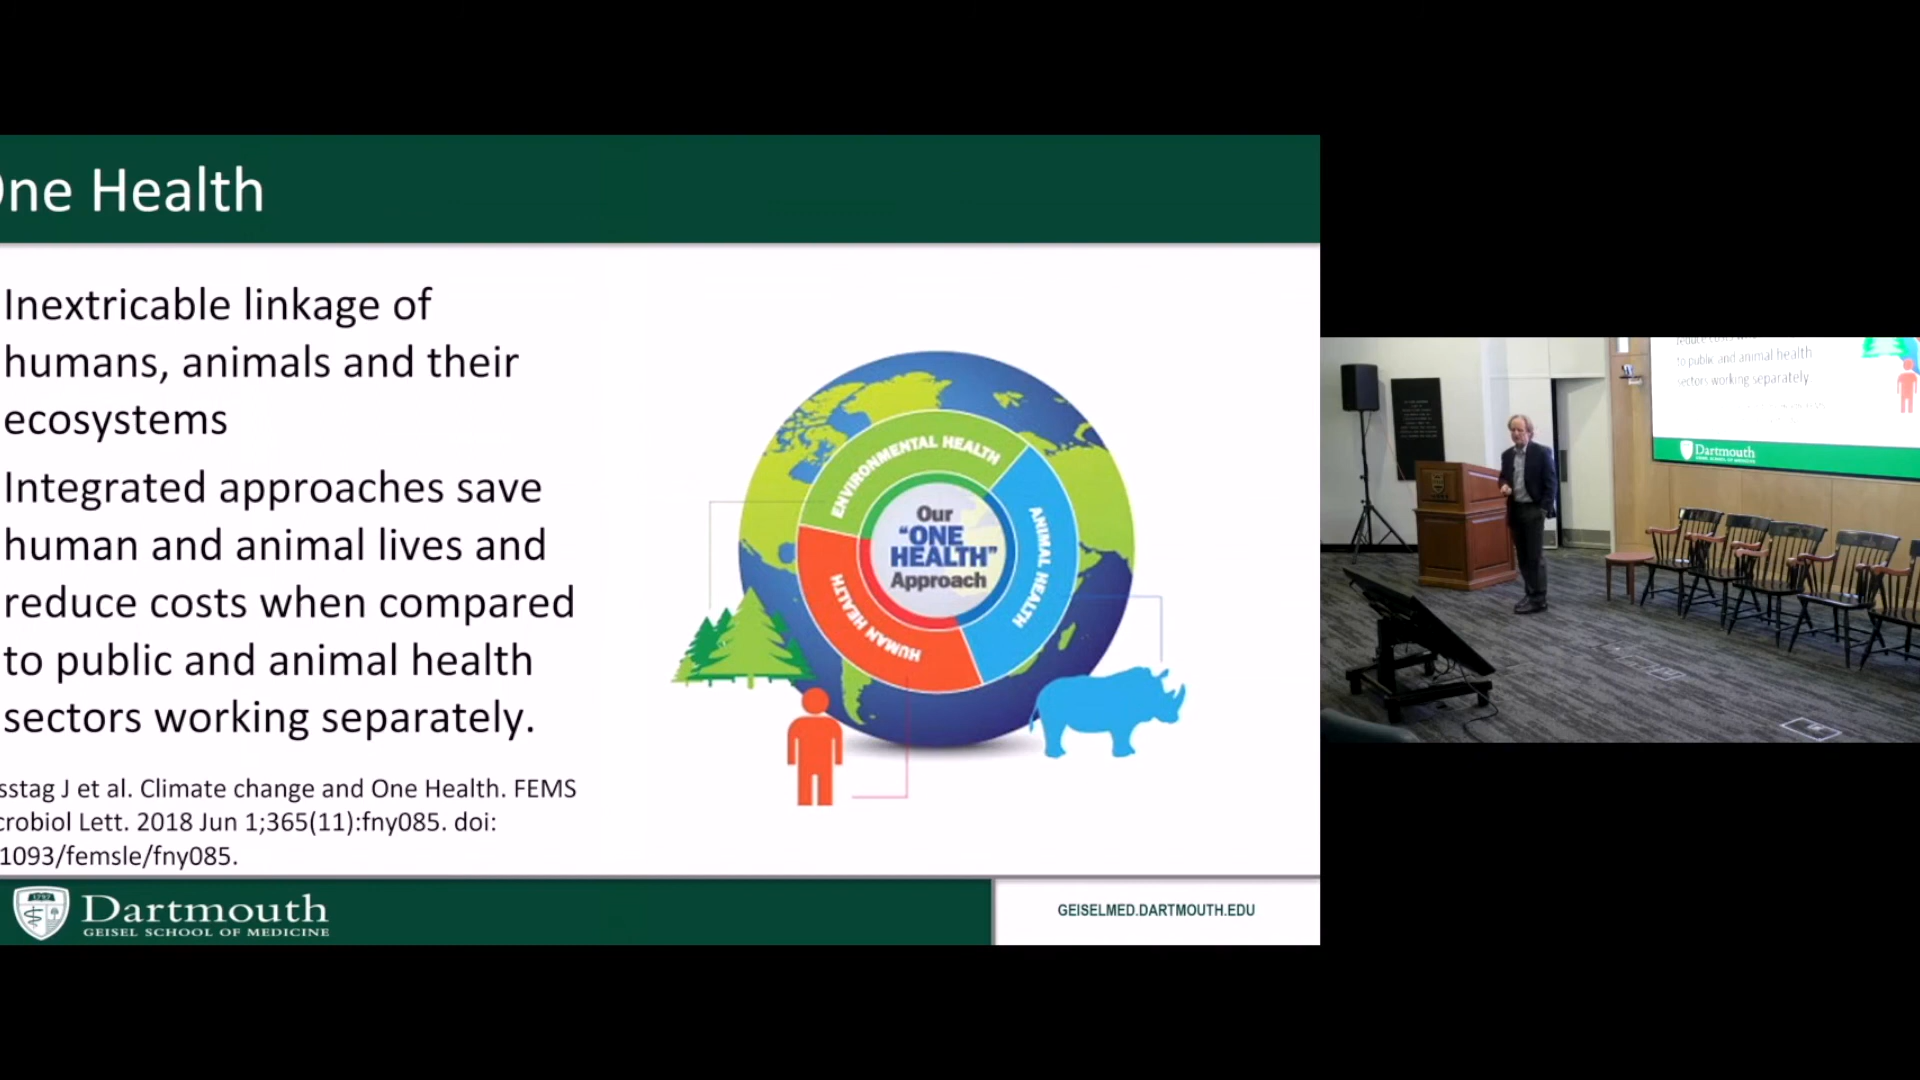 ne Health
Inextricable linkage of
humans, animals and their
ecosystems
Integrated approaches save
human and animal lives and
reduce costs when compared
to public and animal health
sectors working separately.
sstag J et al. Climate change and One Health. FEMS
crobiol Lett. 2018 Jun 1;365(11):fny085. doi:
1093/femsle/fny085.
ENVIRONMENTAL HEALTH
ANIMAL HEALTH
HUMAN HEALTH
Our
“ONE
HEALTH”
Approach
Dartmouth
GEISEL SCHOOL OF MEDICINE
GEISELMED.DARTMOUTH.EDU
to public and animal health
sectors working separately.
Dartmouth
GEISEL SCHOOL OF MEDICINE